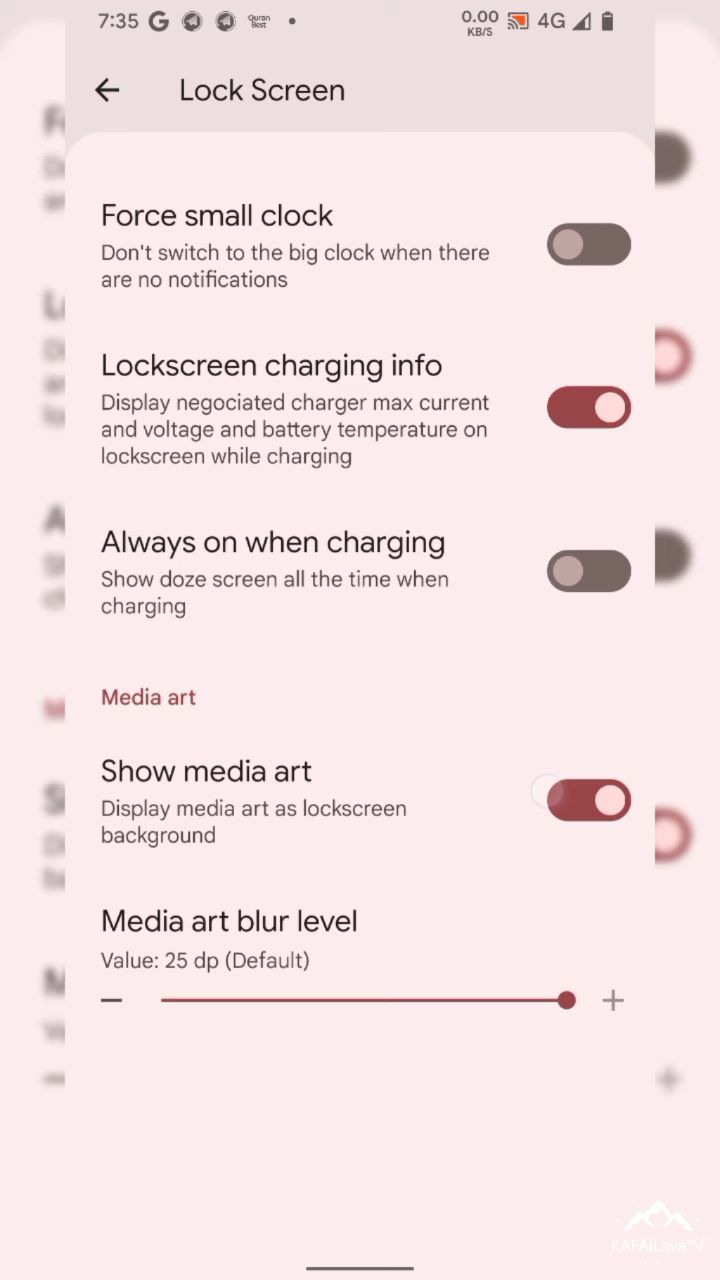 7:35
Quran
Best
0.00
KB/S
4G
Lock Screen
Force small clock
Don't switch to the big clock when there
are no notifications
Lockscreen charging info
Display negociated charger max current
and voltage and battery temperature on
lockscreen while charging
Always on when charging
Show doze screen all the time when
charging
Media art
Show media art
Display media art as lockscreen
background
Media art blur level
Value: 25 dp (Default)